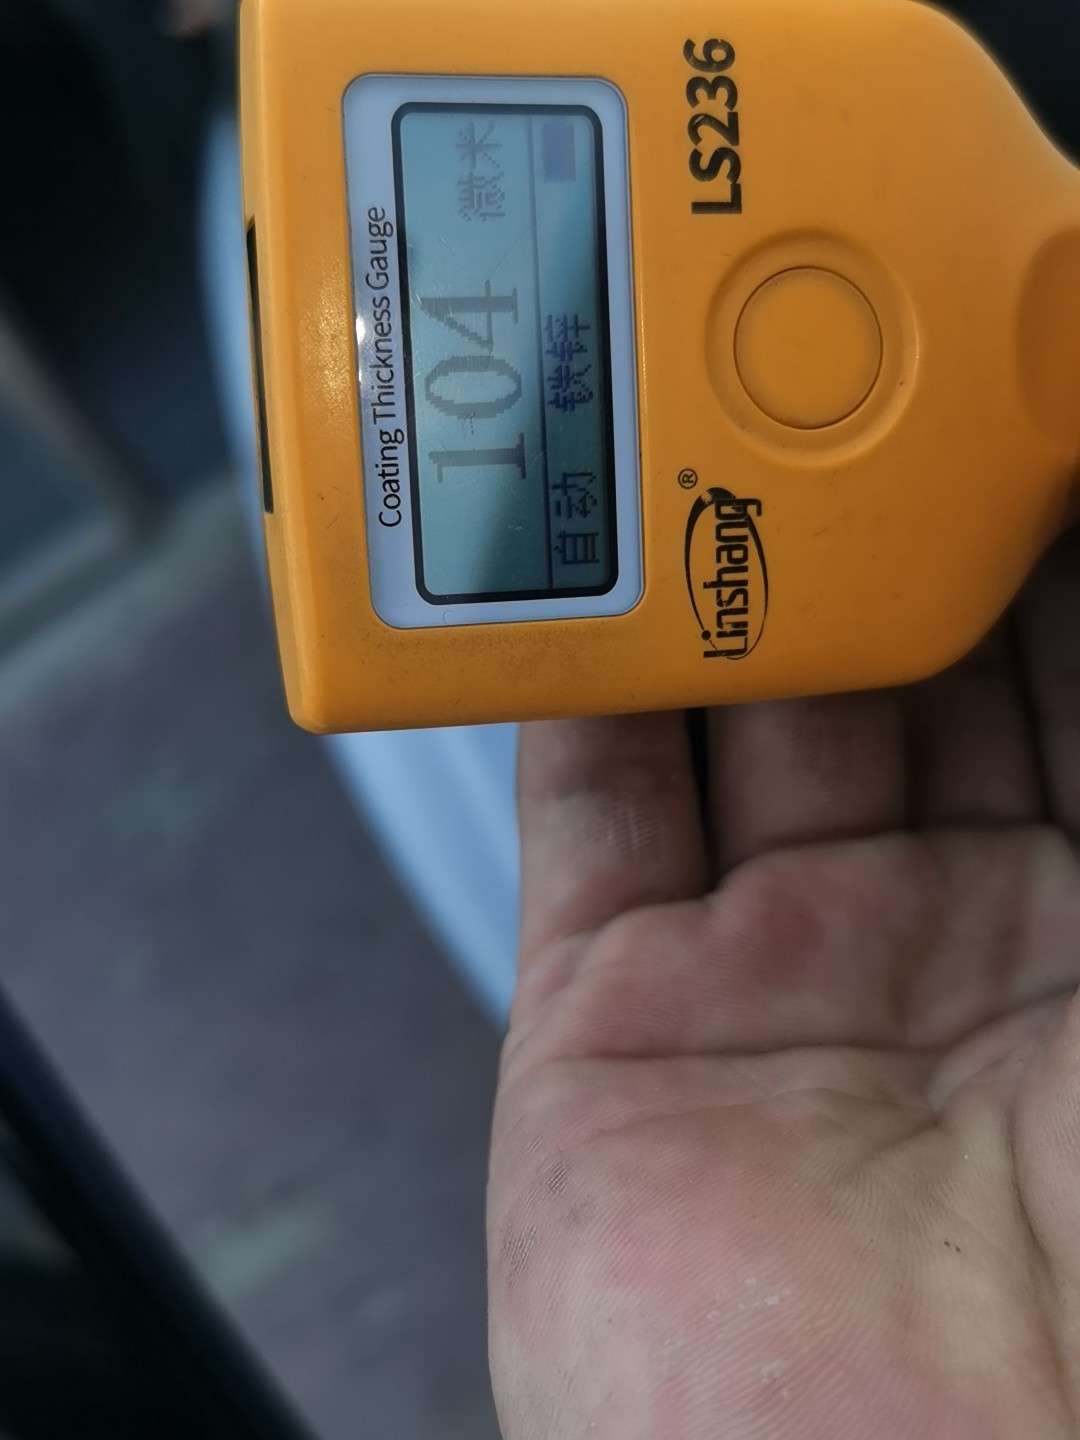 Coating Thickness Gauge
104 微米
自动 铁锌
LS236
Linshang®